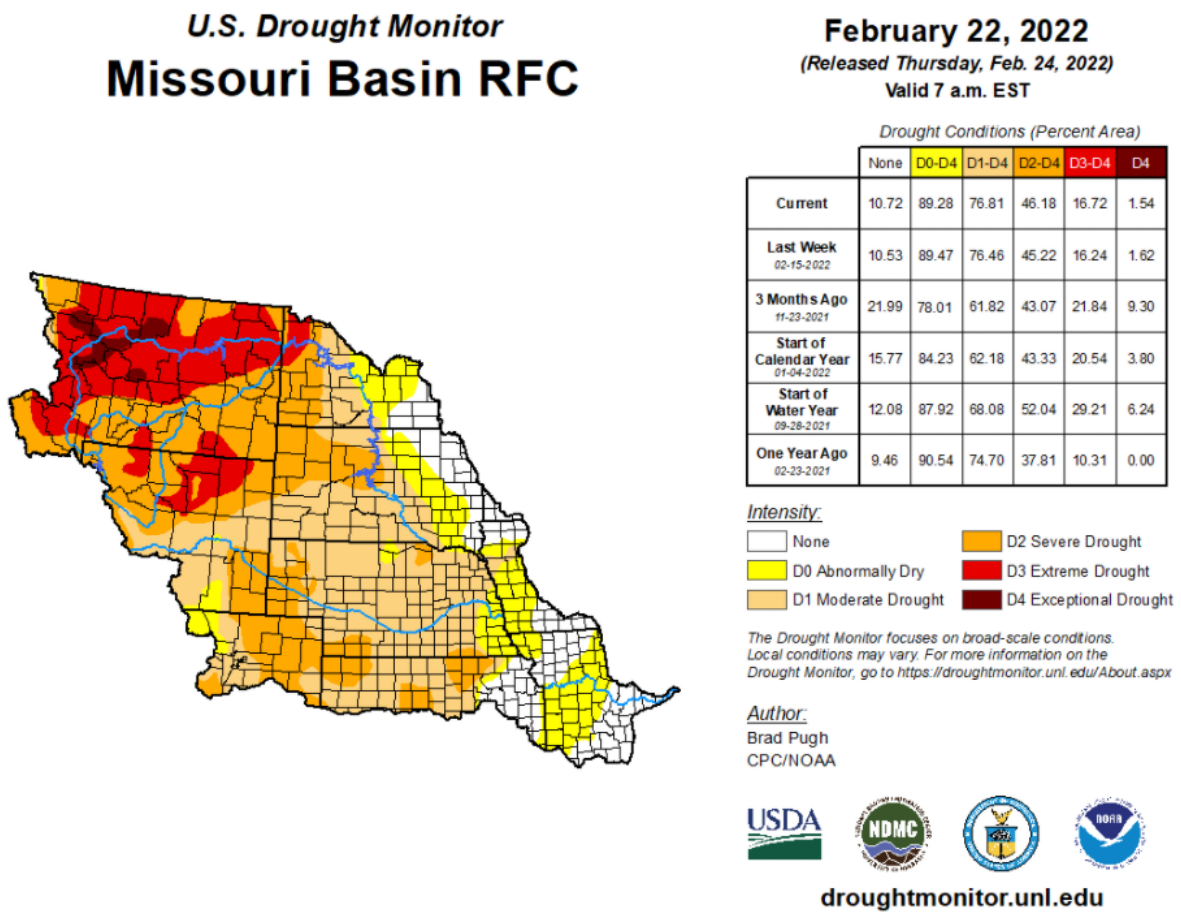 U.S. Drought Monitor
Missouri Basin RFC
February 22, 2022
(Released Thursday, Feb. 24, 2022)
Valid 7 a.m. EST
Drought Conditions (Percent Area)
None D0-D4 D1-D4 D2-D4 D3-D4 D4
Current 10.72 89.28 76.81 46.18 16.72 1.54
Last Week
02-15-2022
10.53 89.47 76.46 45.22 16.24 1.62
3 Months Ago
11-23-2021
21.99 78.01 61.82 43.07 21.84 9.30
Start of
Calendar Year
01-04-2022
15.77 84.23 62.18 43.33 20.54 3.80
Start of
Water Year
09-28-2021
12.08 87.92 68.08 52.04 29.21 6.24
One Year Ago
02-23-2021
9.46 90.54 74.70 37.81 10.31 0.00
Intensity:
None
D0 Abnormally Dry
D1 Moderate Drought
D2 Severe Drought
D3 Extreme Drought
D4 Exceptional Drought
The Drought Monitor focuses on broad-scale conditions.
Local conditions may vary. For more information on the
Drought Monitor, go to https://droughtmonitor.unl.edu/About.aspx
Author:
Brad Pugh
CPC/NOAA
USDA
NDMC
NOAA
droughtmonitor.unl.edu